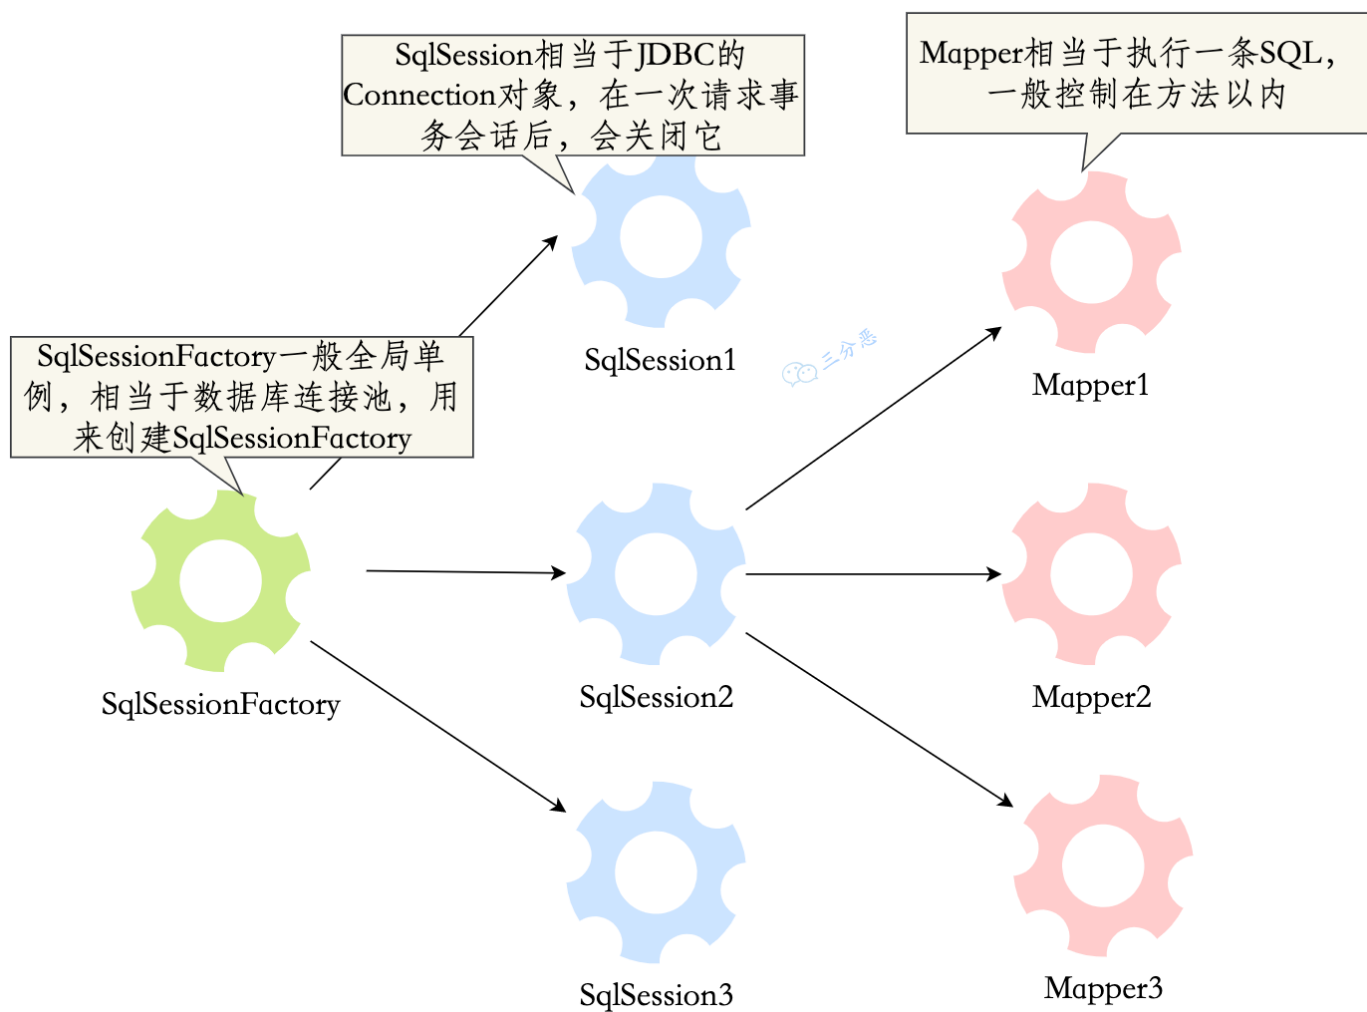 SqlSession相当于JDBC的
Connection对象，在一次请求事
务会话后，会关闭它
Mapper相当于执行一条SQL，
一般控制在方法以内
SqlSession1
三分恶
Mapper1
SqlSessionFactory一般全局单
例，相当于数据库连接池，用
来创建SqlSessionFactory
SqlSessionFactory
SqlSession2
Mapper2
SqlSession3
Mapper3